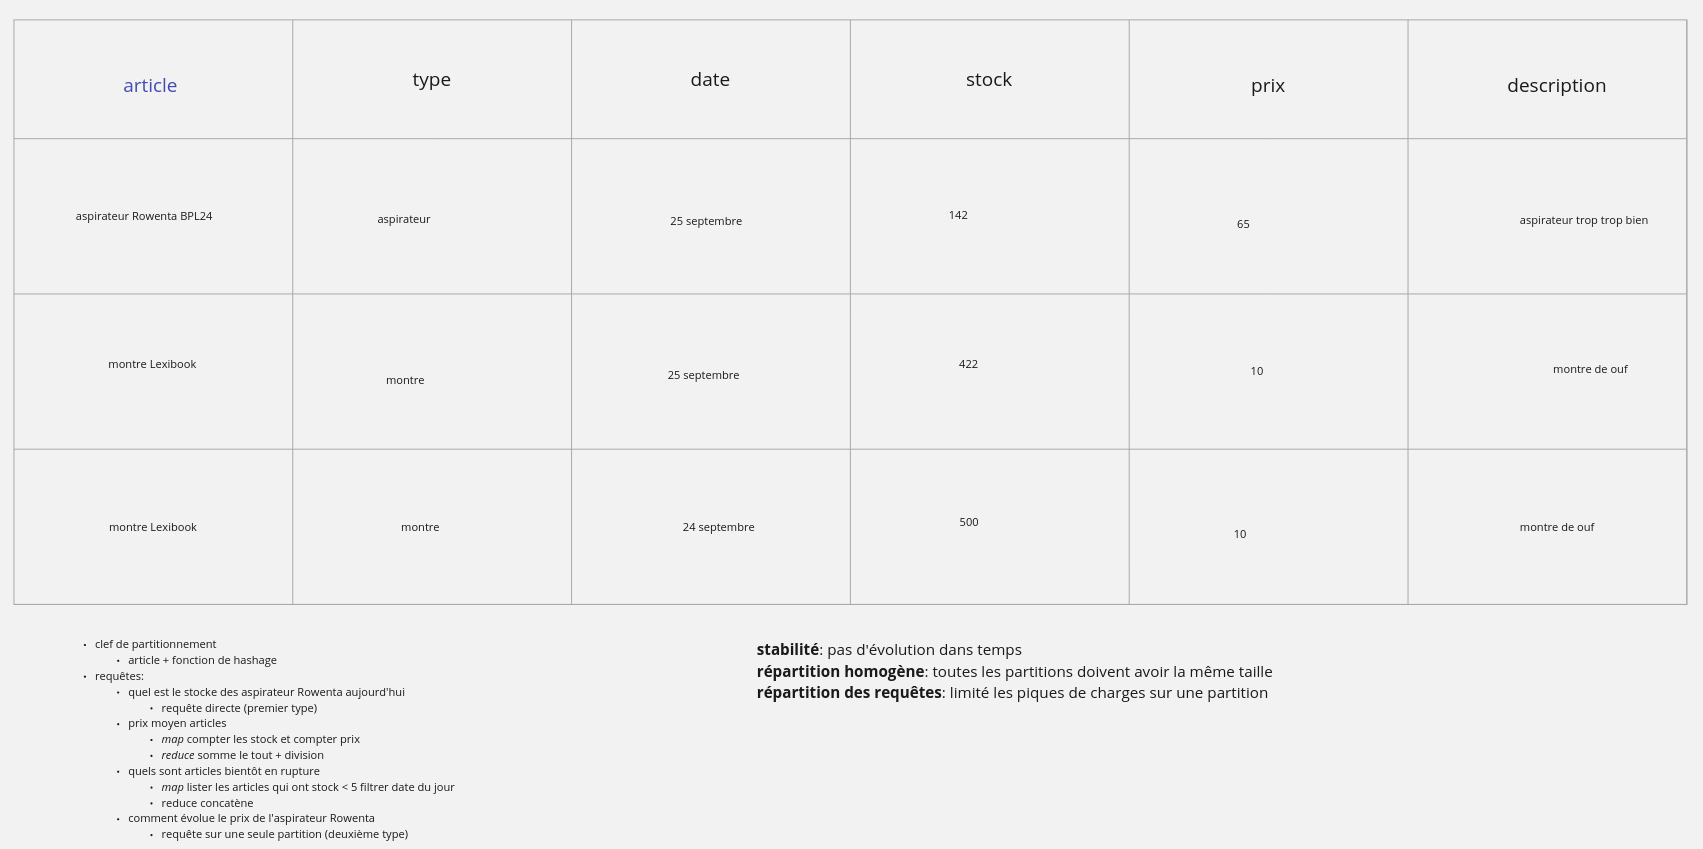 article type date stock prix description
aspirateur Rowenta BPL24 aspirateur 25 septembre 142 65 aspirateur trop trop bien
montre Lexibook montre 25 septembre 422 10 montre de ouf
montre Lexibook montre 24 septembre 500 10 montre de ouf
• clef de partitionnement
• article + fonction de hashage
• requêtes:
• quel est le stocke des aspirateur Rowenta aujourd'hui
• requête directe (premier type)
• prix moyen articles
• map compter les stock et compter prix
• reduce somme le tout + division
• quels sont articles bientôt en rupture
• map lister les articles qui ont stock < 5 filtrer date du jour
• reduce concatène
• comment évolue le prix de l'aspirateur Rowenta
• requête sur une seule partition (deuxième type)
stabilité: pas d'évolution dans temps
répartition homogène: toutes les partitions doivent avoir la même taille
répartition des requêtes: limité les piques de charges sur une partition